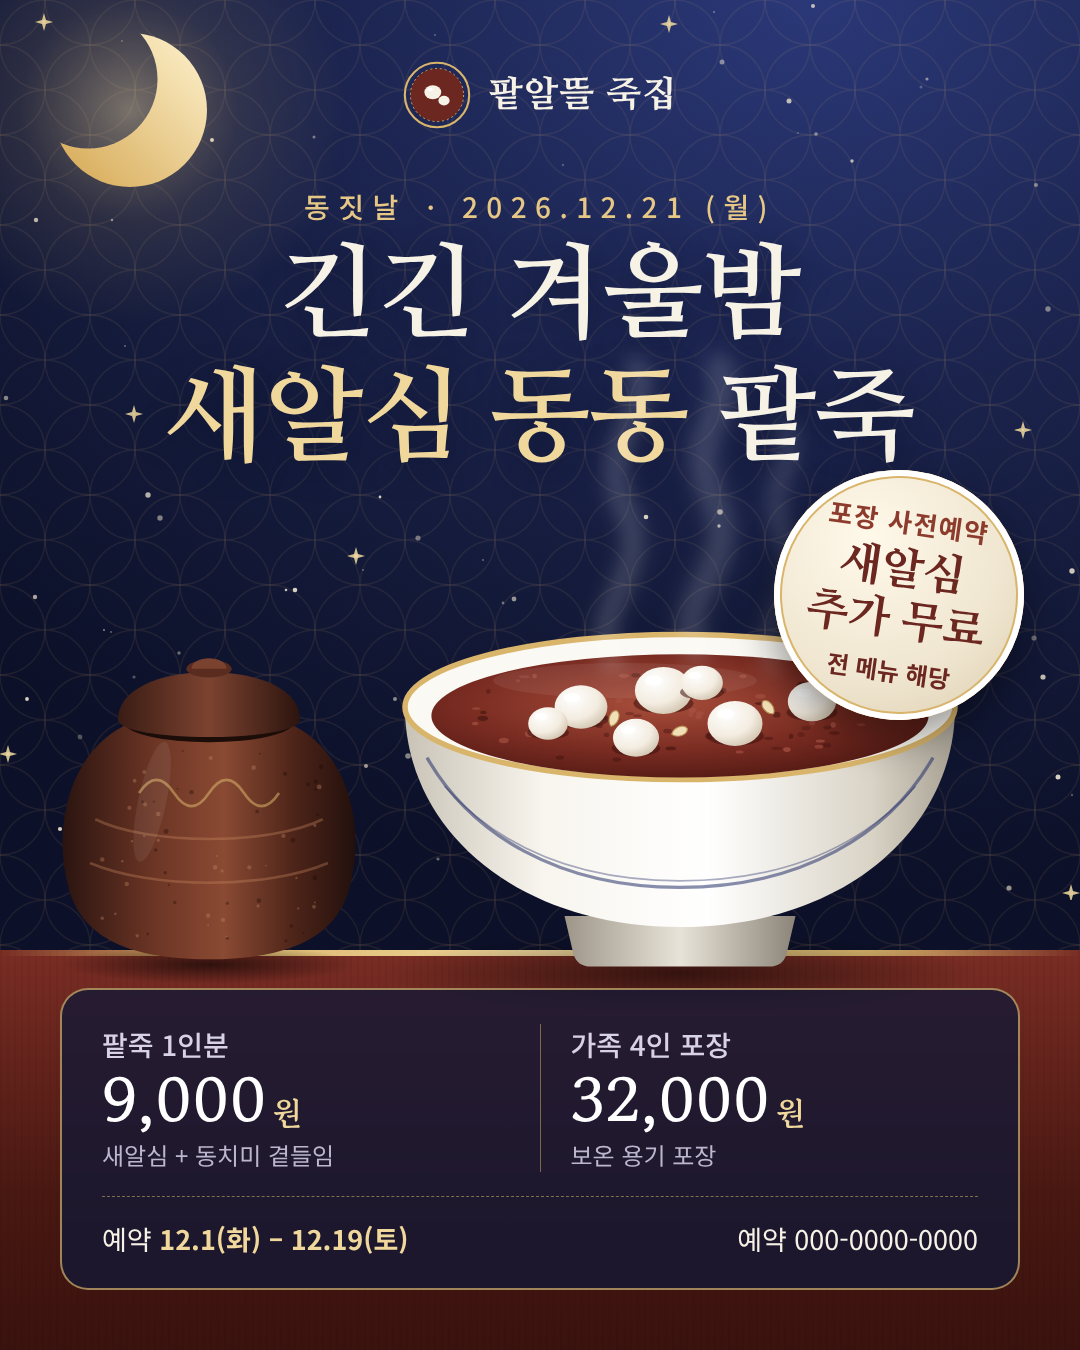 팥알뜰 죽집
동짓날 · 2026.12.21 (월)
긴긴 겨울밤
새알심 동동 팥죽
포장 사전예약
새알심
추가 무료
전 메뉴 해당
팥죽 1인분
9,000원
새알심 + 동치미 곁들임
가족 4인 포장
32,000원
보온 용기 포장
예약 12.1(화) – 12.19(토)
예약 000-0000-0000